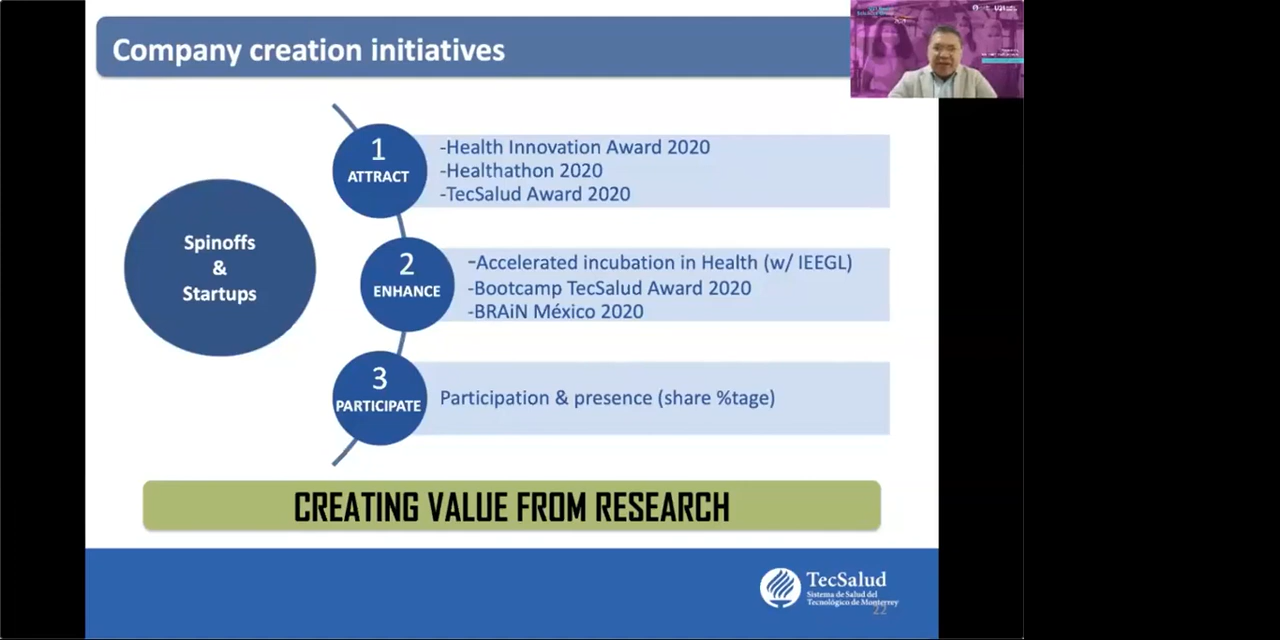 Company creation initiatives
Spinoffs
&
Startups
1
ATTRACT
-Health Innovation Award 2020
-Healthathon 2020
-TecSalud Award 2020
2
ENHANCE
-Accelerated incubation in Health (w/ IEEGL)
-Bootcamp TecSalud Award 2020
-BRAiN México 2020
3
PARTICIPATE
Participation & presence (share %tage)
CREATING VALUE FROM RESEARCH
TecSalud
Sistema de Salud del
Tecnológico de Monterrey
22